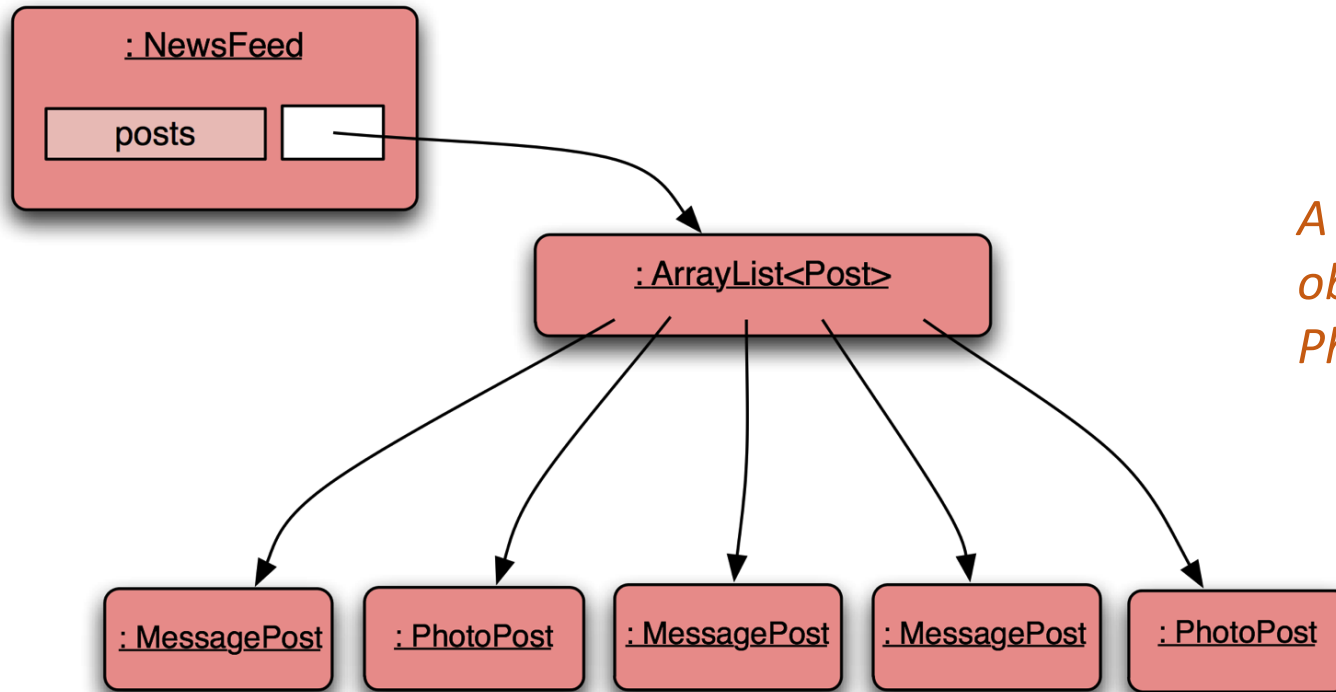 : NewsFeed
posts
: ArrayList<Post>
A
: MessagePost
: PhotoPost
: MessagePost
: MessagePost
: PhotoPost